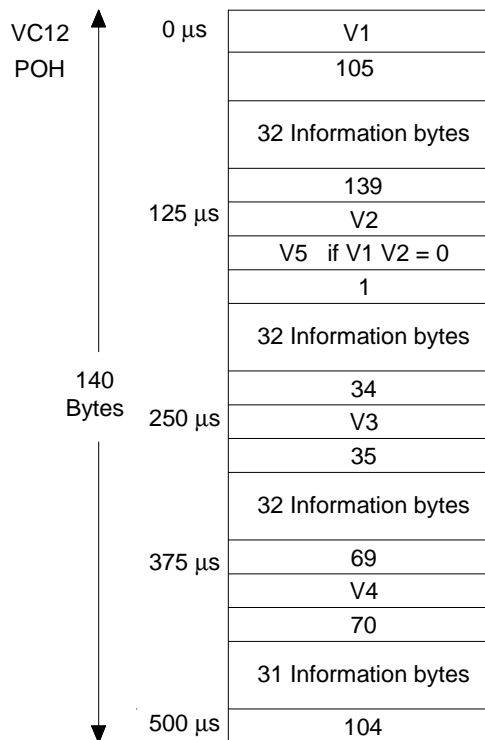 VC12
POH
0 µs
V1
105
32 Information bytes
139
125 µs
V2
V5 if V1 V2 = 0
1
32 Information bytes
140
Bytes
34
250 µs
V3
35
32 Information bytes
69
375 µs
V4
70
31 Information bytes
500 µs
104